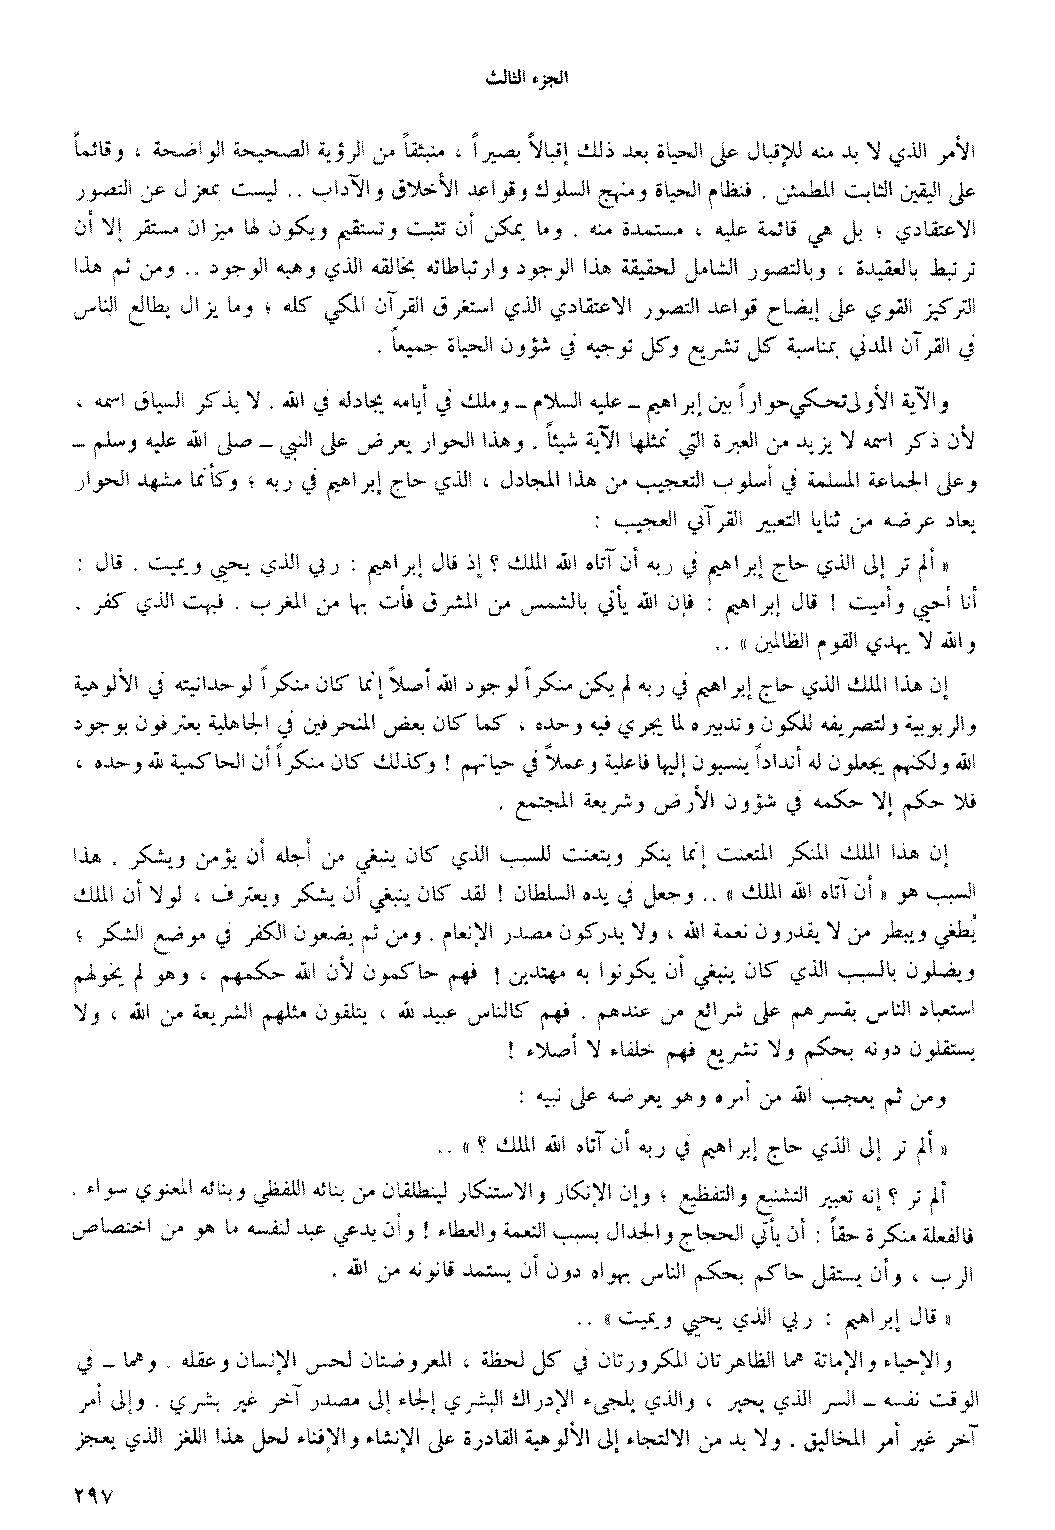 الجزء الثالث
الأمر الذي لا بد منه للإقبال على الحياة بعد ذلك إقبالاً بصيراً ، منبثقاً من الرؤية الصحيحة الواضحة ، وقائماً
على اليقين الثابت المطمئن . فنظام الحياة ومنهج السلوك وقواعد الأخلاق والآداب .. ليست بمعزل عن التصور
الاعتقادي ؛ بل هي قائمة عليه ، مستمدة منه . وما يمكن أن تثبت وتستقيم ويكون لها ميزان مستقر إلا أن
ترتبط بالعقيدة ، وبالتصور الشامل لحقيقة هذا الوجود وارتباطاته بخالقه الذي وهبه الوجود .. ومن ثم هذا
التركيز القوي على إيضاح قواعد التصور الاعتقادي الذي استغرق القرآن المكي كله ؛ وما يزال يطالع الناس
في القرآن المدني بمناسبة كل تشريع وكل توجيه في شؤون الحياة جميعاً .
والآية الأولى تحكي حواراً بين إبراهيم – عليه السلام – وملك في أيامه يجادله في الله . لا يذكر السياق اسمه ،
لأن ذكر اسمه لا يزيد من العبرة التي تمثلها الآية شيئاً . وهذا الحوار يعرض على النبي – صلى الله عليه وسلم –
وعلى الجماعة المسلمة في أسلوب التعجيب من هذا المجادل ، الذي حاج إبراهيم في ربه ؛ وكأنما مشهد الحوار
يعاد عرضه من ثنايا التعبير القرآني العجيب :
« ألم تر إلى الذي حاج إبراهيم في ربه أن آتاه الله الملك ؟ إذ قال إبراهيم : ربي الذي يحيي ويميت . قال :
أنا أحيي وأميت ! قال إبراهيم : فإن الله يأتي بالشمس من المشرق فأت بها من المغرب . فبهت الذي كفر .
والله لا يهدي القوم الظالمين » ..
إن هذا الملك الذي حاج إبراهيم في ربه لم يكن منكراً لوجود الله أصلاً إنما كان منكراً لوحدانيته في الألوهية
والربوبية ولتصريفه للكون وتدبيره لما يجري فيه وحده ، كما كان بعض المنحرفين في الجاهلية يعترفون بوجود
الله ولكنهم يجعلون له أنداداً ينسبون إليها فاعلية وعملاً في حياتهم ! وكذلك كان منكراً أن الحاكمية لله وحده ،
فلا حكم إلا حكمه في شؤون الأرض وشريعة المجتمع .
إن هذا الملك المنكر المتعنت إنما ينكر ويتعنت للسبب الذي كان ينبغي من أجله أن يؤمن ويشكر . هذا
السبب هو « أن آتاه الله الملك » .. وجعل في يده السلطان ! لقد كان ينبغي أن يشكر ويعترف ، لولا أن الملك
يُطغي ويبطر من لا يقدرون نعمة الله ، ولا يدركون مصدر الإنعام . ومن ثم يضعون الكفر في موضع الشكر ؛
ويضلون بالسبب الذي كان ينبغي أن يكونوا به مهتدين ! فهم حاكمون لأن الله حكمهم ، وهو لم يخولهم
استعباد الناس بقسرهم على شرائع من عندهم . فهم كالناس عبيد لله ، يتلقون مثلهم الشريعة من الله ، ولا
يستقلون دونه بحكم ولا تشريع فهم خلفاء لا أصلاء !
ومن ثم يعجب الله من أمره وهو يعرضه على نبيه :
« ألم تر إلى الذي حاج إبراهيم في ربه أن آتاه الله الملك ؟ » ..
ألم تر ؟ إنه تعبير التشنيع والتفظيع ؛ وإن الإنكار والاستنكار لينطلقان من بنائه اللفظي وبنائه المعنوي سواء .
فالفعلة منكرة حقاً : أن يأتي الحجاج والجدال بسبب النعمة والعطاء ! وأن يدعي عبد لنفسه ما هو من اختصاص
الرب ، وأن يستقل حاكم بحكم الناس بهواه دون أن يستمد قانونه من الله .
« قال إبراهيم : ربي الذي يحيي ويميت » ..
والإحياء والإماتة هما الظاهرتان المكرورتان في كل لحظة ، المعروضتان لحس الإنسان وعقله . وهما – في
الوقت نفسه – السر الذي يحير ، والذي يلجىء الإدراك البشري إلجاء إلى مصدر آخر غير بشري . وإلى أمر
آخر غير أمر المخاليق . ولا بد من الالتجاء إلى الألوهية القادرة على الإنشاء والإفناء لحل هذا اللغز الذي يعجز
٢٩٧